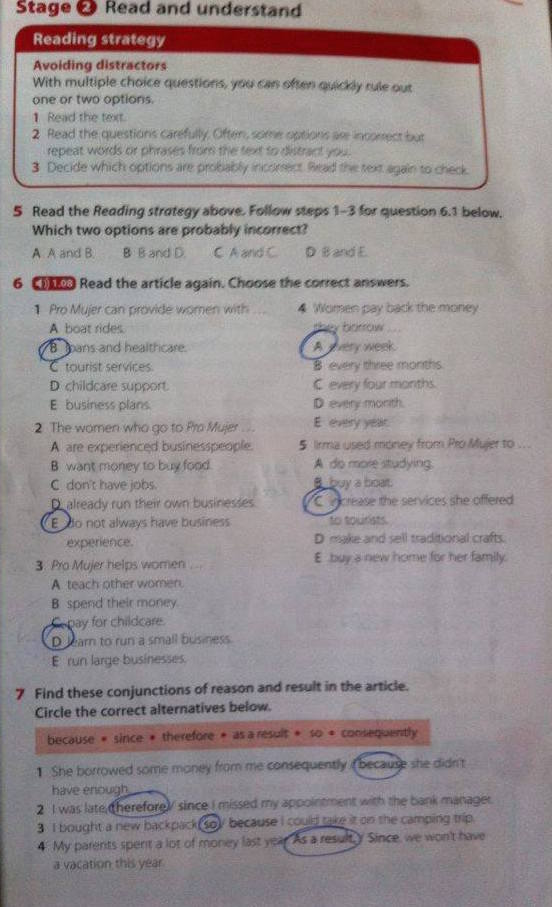 Stage 2 Read and understand
Reading strategy
Avoiding distractors
With multiple choice questions, you can often quickly rule out
one or two options.
1 Read the text.
2 Read the questions carefully. Often, some options are incorrect but
repeat words or phrases from the text to distract you.
3 Decide which options are probably incorrect. Read the text again to check.
5 Read the Reading strategy above. Follow steps 1–3 for question 6.1 below.
Which two options are probably incorrect?
A A and B. B B and D. C A and C. D B and E.
6 1.08 Read the article again. Choose the correct answers.
1 Pro Mujer can provide women with ...
A boat rides.
B loans and healthcare.
C tourist services.
D childcare support.
E business plans.
2 The women who go to Pro Mujer ...
A are experienced businesspeople.
B want money to buy food.
C don't have jobs.
D already run their own businesses.
E do not always have business
experience.
3 Pro Mujer helps women ...
A teach other women.
B spend their money.
C pay for childcare.
D learn to run a small business.
E run large businesses.
4 Women pay back the money
they borrow ...
A every week.
B every three months.
C every four months.
D every month.
E every year.
5 Irma used money from Pro Mujer to ...
A do more studying.
B buy a boat.
C increase the services she offered
to tourists.
D make and sell traditional crafts.
E buy a new home for her family.
7 Find these conjunctions of reason and result in the article.
Circle the correct alternatives below.
because • since • therefore • as a result • so • consequently
1 She borrowed some money from me consequently / because she didn't
have enough.
2 I was late, therefore / since I missed my appointment with the bank manager.
3 I bought a new backpack so / because I could take it on the camping trip.
4 My parents spent a lot of money last year. As a result, / Since, we won't have
a vacation this year.